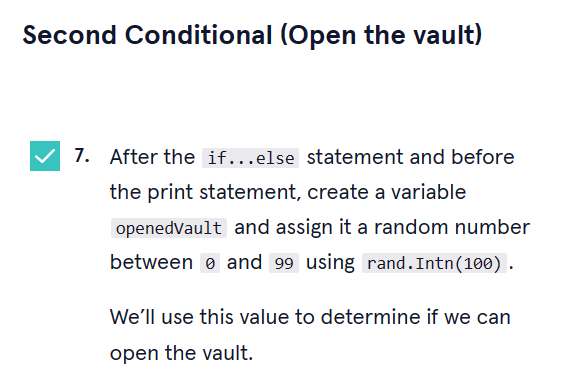 Second Conditional (Open the vault)
7. After the if...else statement and before
the print statement, create a variable
openedVault and assign it a random number
between 0 and 99 using rand.Intn(100).
We’ll use this value to determine if we can
open the vault.